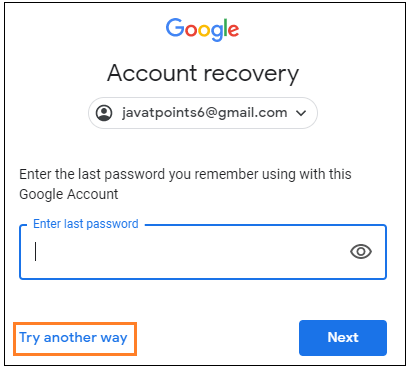 Google
Account recovery
javatpoints6@gmail.com
Enter the last password you remember using with this
Google Account
Enter last password
Try another way
Next